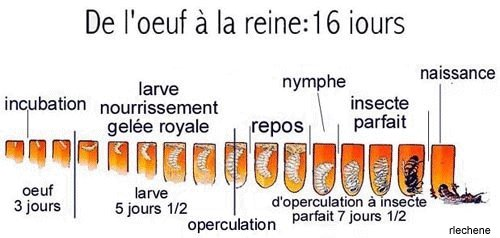 De l'oeuf à la reine:16 iours
naissance
nymphe
larve
nourrissement
gelée royale
incubation
insecte
parfait
repos
oeuf
3 jours
larve
5 jours 1/2
d'operculation à insecte
parfait 7 jours 1/2
operculation
rlechene